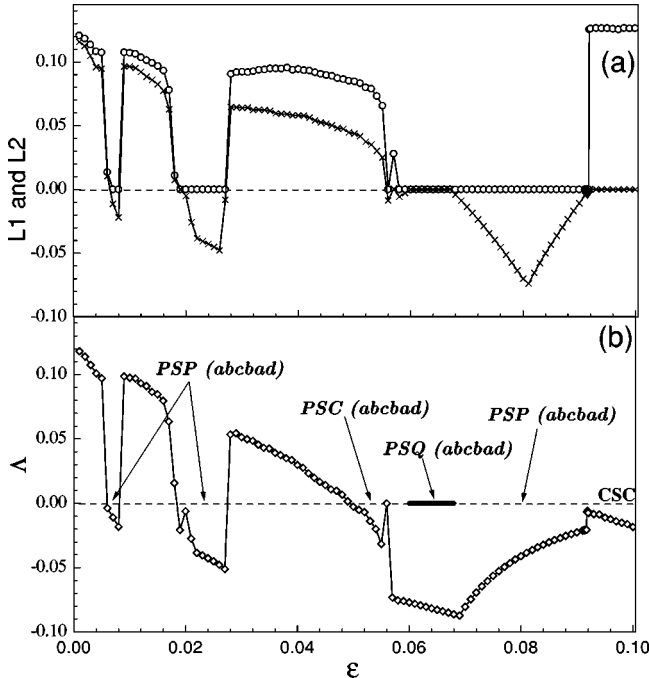 (a)
0.10
0.05
0.00
-0.05
-0.10
L1 and L2
(b)
PSP (abcbad)
PSC (abcbad)
PSP (abcbad)
PSQ (abcbad)
CSC
0.10
0.05
0.00
-0.05
-0.10
Λ
0.00 0.02 0.04 0.06 0.08 0.10
ε